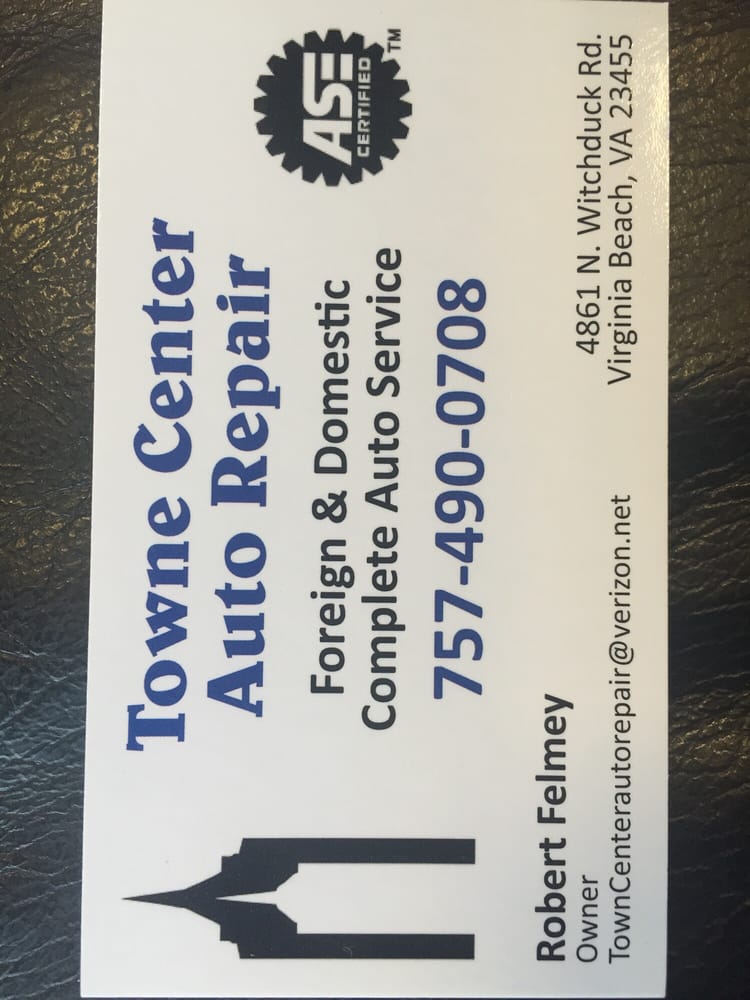 Towne Center
Auto Repair
ASE
CERTIFIED
TM
Foreign & Domestic
Complete Auto Service
757-490-0708
Robert Felmey
Owner
TownCenterautorepair@verizon.net
4861 N. Witchduck Rd.
Virginia Beach, VA 23455